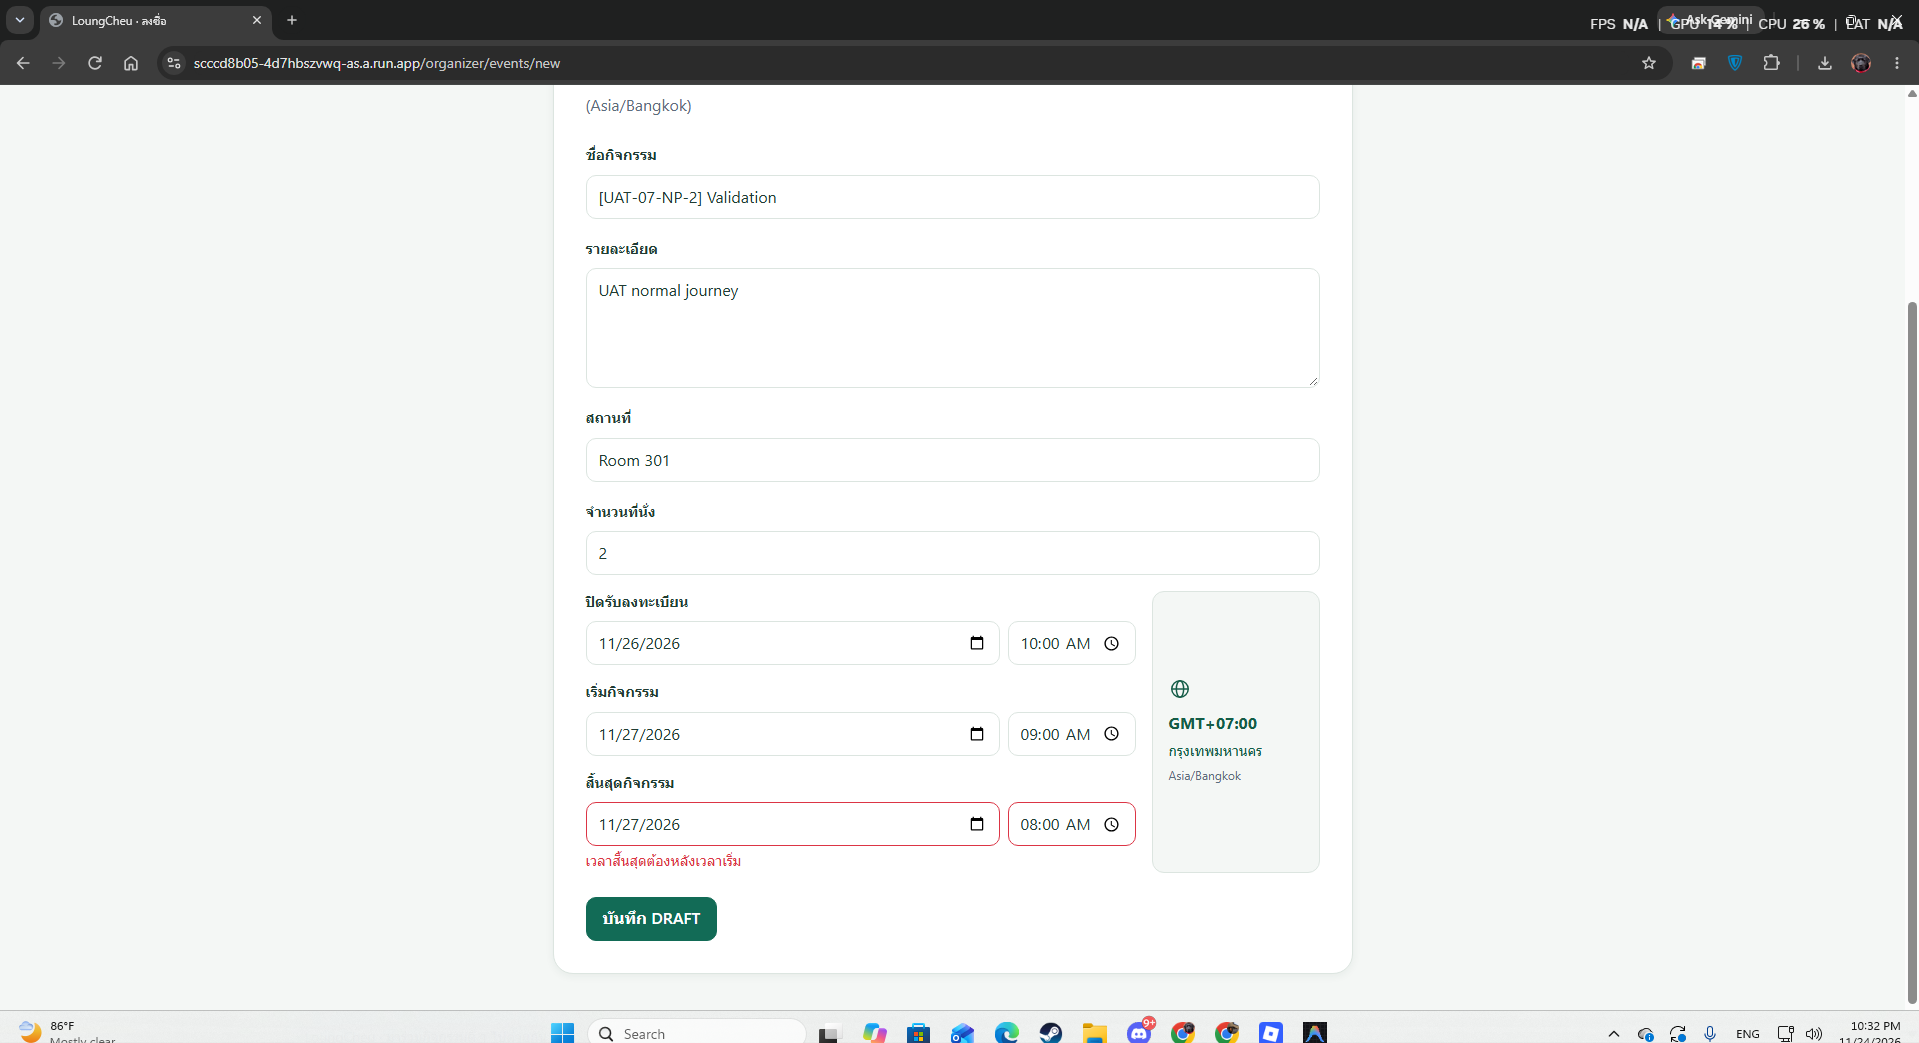 LoungCheu · ลงชื่อ
Ask Gemini
FPS N/A | GPU 14 % | CPU 26 % | LAT N/A
scccd8b05-4d7hbszvwq-as.a.run.app/organizer/events/new
(Asia/Bangkok)
ชื่อกิจกรรม
[UAT-07-NP-2] Validation
รายละเอียด
UAT normal journey
สถานที่
Room 301
จำนวนที่นั่ง
2
ปิดรับลงทะเบียน
11/26/2026 10:00 AM
เริ่มกิจกรรม
11/27/2026 09:00 AM
GMT+07:00
กรุงเทพมหานคร
Asia/Bangkok
สิ้นสุดกิจกรรม
11/27/2026 08:00 AM
เวลาสิ้นสุดต้องหลังเวลาเริ่ม
บันทึก DRAFT
86°F
Mostly clear
Search
9+
ENG
10:32 PM
11/24/2026